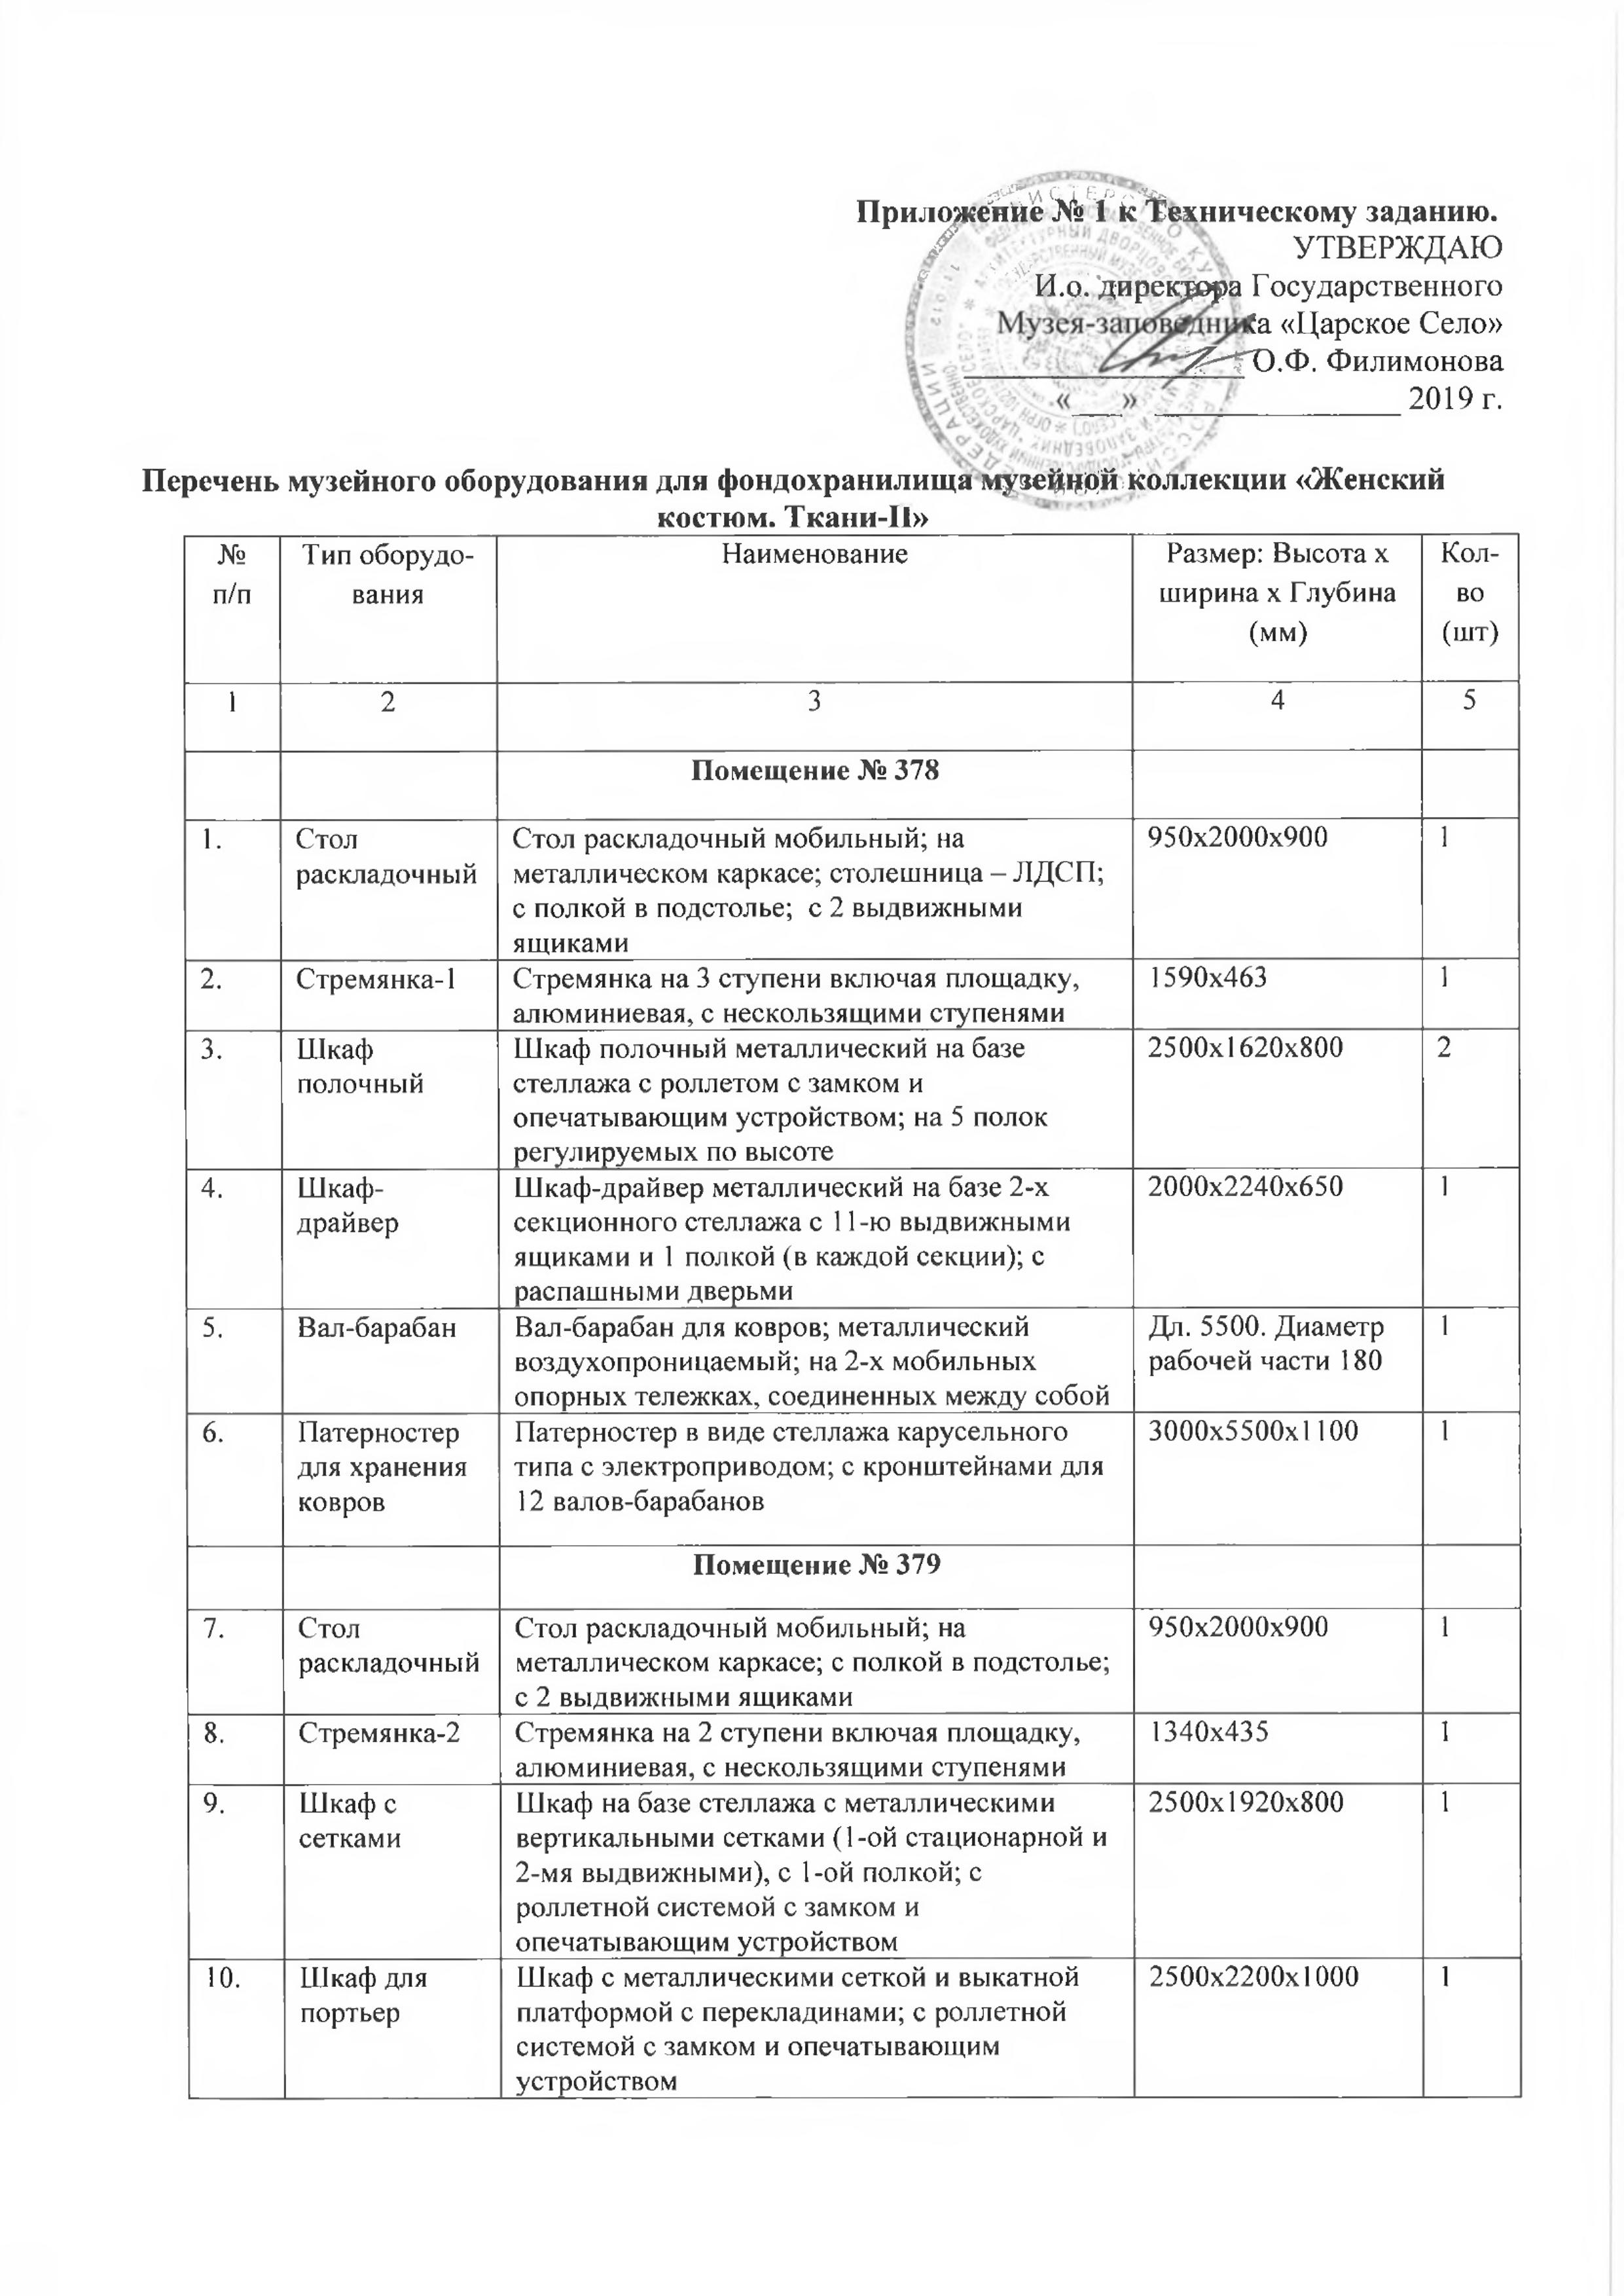 Приложение № 1 к Техническому заданию.
УТВЕРЖДАЮ
И.о. директора Государственного
Музея-заповедника «Царское Село»
О.Ф. Филимонова
«___» ______________ 2019 г.
Перечень музейного оборудования для фондохранилища музейной коллекции «Женский
костюм. Ткани-II»
№ п/п Тип оборудо-вания Наименование Размер: Высота х ширина х Глубина (мм) Кол-во (шт)
1 2 3 4 5
Помещение № 378
1. Стол раскладочный
Стол раскладочный мобильный; на
металлическом каркасе; столешница – ЛДСП;
с полкой в подстолье; с 2 выдвижными
ящиками
950х2000х900 1
2. Стремянка-1
Стремянка на 3 ступени включая площадку,
алюминиевая, с нескользящими ступенями
1590х463 1
3. Шкаф полочный
Шкаф полочный металлический на базе
стеллажа с роллетом с замком и
опечатывающим устройством; на 5 полок
регулируемых по высоте
2500х1620х800 2
4. Шкаф-драйвер
Шкаф-драйвер металлический на базе 2-х
секционного стеллажа с 11-ю выдвижными
ящиками и 1 полкой (в каждой секции); с
распашными дверьми
2000х2240х650 1
5. Вал-барабан
Вал-барабан для ковров; металлический
воздухопроницаемый; на 2-х мобильных
опорных тележках, соединенных между собой
Дл. 5500. Диаметр
рабочей части 180
1
6. Патерностер для хранения ковров
Патерностер в виде стеллажа карусельного
типа с электроприводом; с кронштейнами для
12 валов-барабанов
3000х5500х1100 1
Помещение № 379
7. Стол раскладочный
Стол раскладочный мобильный; на
металлическом каркасе; с полкой в подстолье;
с 2 выдвижными ящиками
950х2000х900 1
8. Стремянка-2
Стремянка на 2 ступени включая площадку,
алюминиевая, с нескользящими ступенями
1340х435 1
9. Шкаф с сетками
Шкаф на базе стеллажа с металлическими
вертикальными сетками (1-ой стационарной и
2-мя выдвижными), с 1-ой полкой; с
роллетной системой с замком и
опечатывающим устройством
2500х1920х800 1
10. Шкаф для портьер
Шкаф с металлическими сеткой и выкатной
платформой с перекладинами; с роллетной
системой с замком и опечатывающим
устройством
2500х2200х1000 1